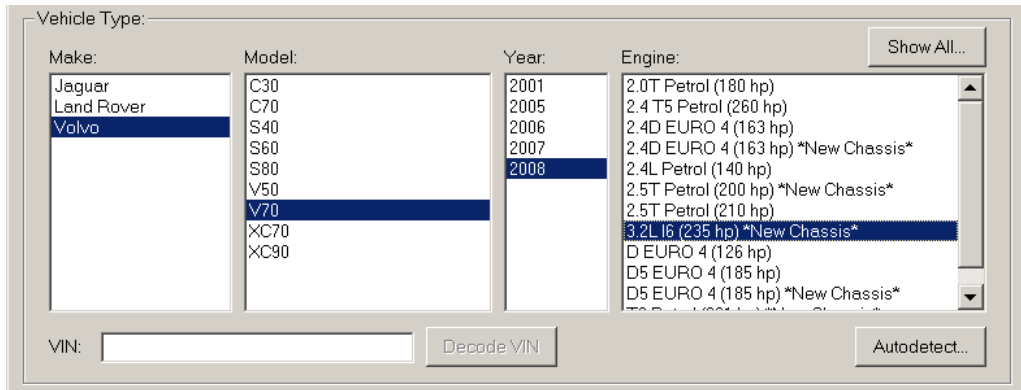 Vehicle Type:
Show All...
Make:
Model:
Year:
Engine:
Jaguar
Land Rover
Volvo
C30
C70
S40
S60
S80
V50
V70
XC70
XC90
2001
2005
2006
2007
2008
2.0T Petrol (180 hp)
2.4 T5 Petrol (260 hp)
2.4D EURO 4 (163 hp)
2.4D EURO 4 (163 hp) *New Chassis*
2.4L Petrol (140 hp)
2.5T Petrol (200 hp) *New Chassis*
2.5T Petrol (210 hp)
3.2L I6 (235 hp) *New Chassis*
D EURO 4 (126 hp)
D5 EURO 4 (185 hp)
D5 EURO 4 (185 hp) *New Chassis*
VIN:
Decode VIN
Autodetect...